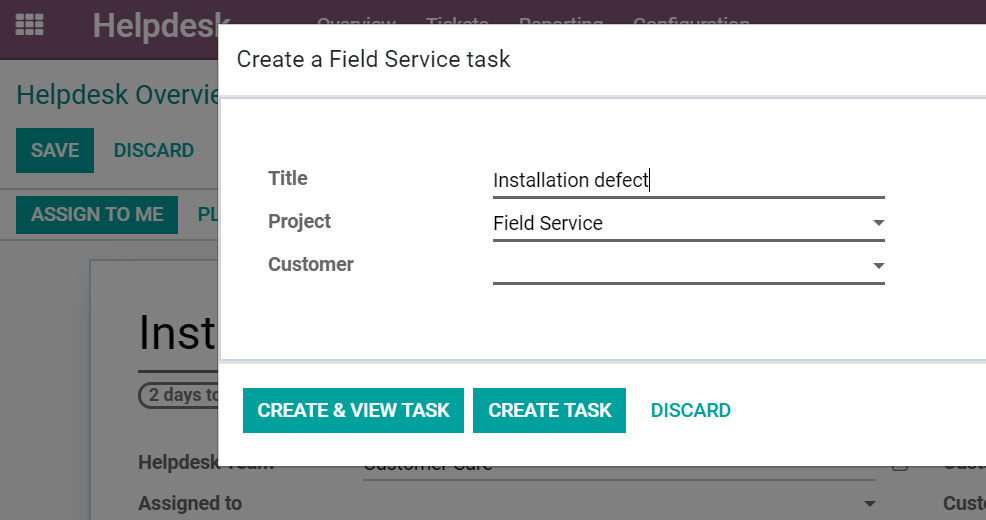 Helpdesk Overview Tickets Reporting Configuration
Create a Field Service task
Helpdesk Overvie
SAVE DISCARD
Title Installation defect
ASSIGN TO ME PL
Project Field Service
Customer
Inst
2 days to
CREATE & VIEW TASK CREATE TASK DISCARD
Helpdesk Team Customer Care
Assigned to Custo